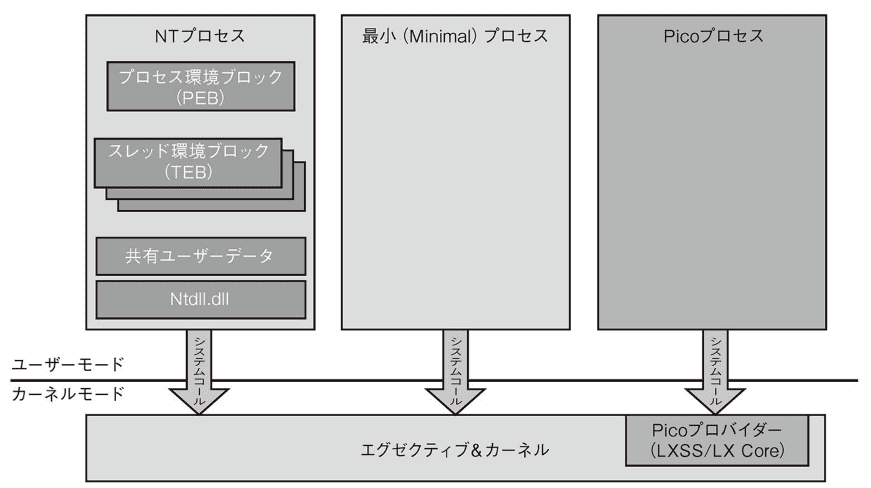 NTプロセス
プロセス環境ブロック
（PEB）
スレッド環境ブロック
（TEB）
共有ユーザーデータ
Ntdll.dll
最小（Minimal）プロセス
Picoプロセス
システムコール
システムコール
システムコール
ユーザーモード
カーネルモード
エグゼクティブ&カーネル
Picoプロバイダー
（LXSS/LX Core）